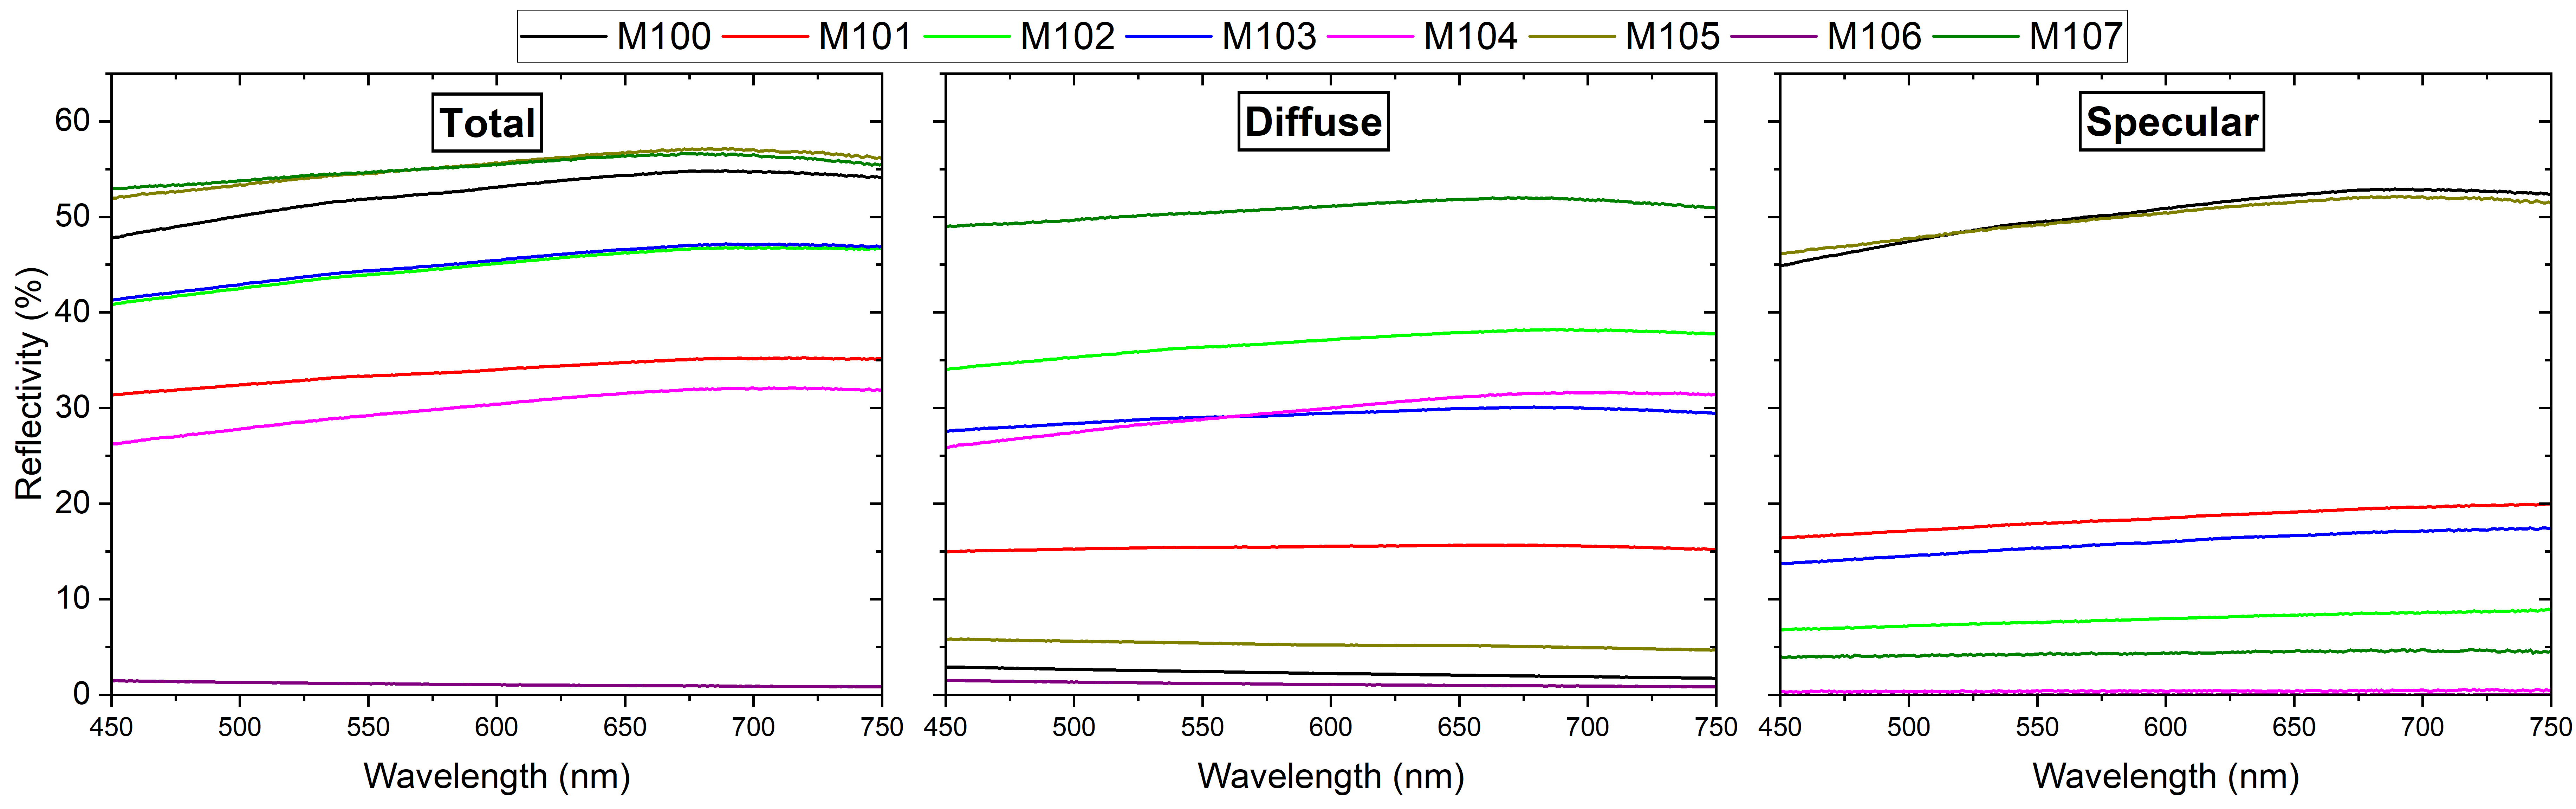 M100 M101 M102 M103 M104 M105 M106 M107
Total Diffuse Specular
Reflectivity (%)
60
50
40
30
20
10
0
450 500 550 600 650 700 750 450 500 550 600 650 700 750 450 500 550 600 650 700 750
Wavelength (nm) Wavelength (nm) Wavelength (nm)